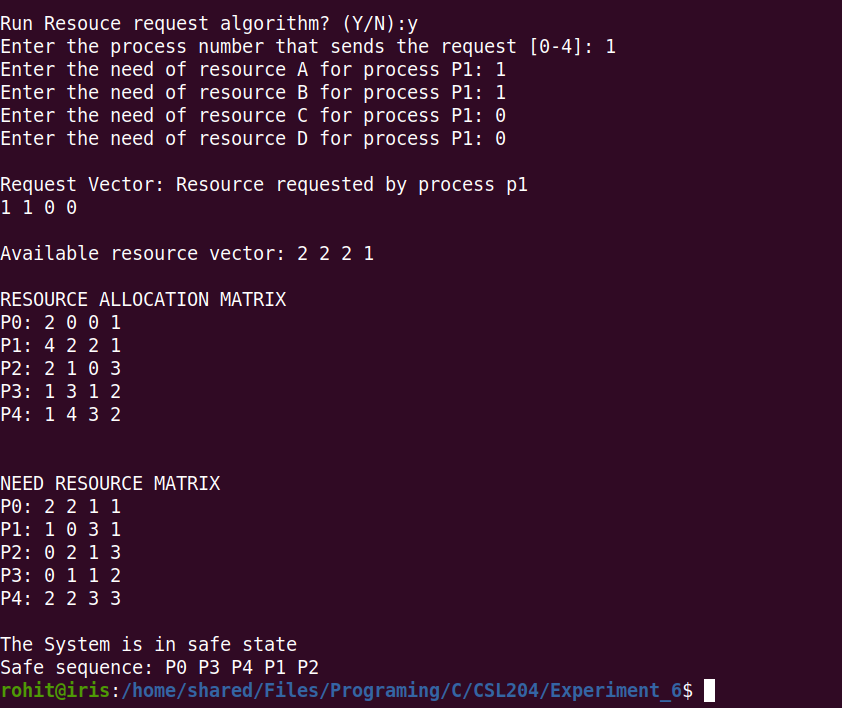 Run Resouce request algorithm? (Y/N):y
Enter the process number that sends the request [0-4]: 1
Enter the need of resource A for process P1: 1
Enter the need of resource B for process P1: 1
Enter the need of resource C for process P1: 0
Enter the need of resource D for process P1: 0
Request Vector: Resource requested by process p1
1 1 0 0
Available resource vector: 2 2 2 1
RESOURCE ALLOCATION MATRIX
P0: 2 0 0 1
P1: 4 2 2 1
P2: 2 1 0 3
P3: 1 3 1 2
P4: 1 4 3 2
NEED RESOURCE MATRIX
P0: 2 2 1 1
P1: 1 0 3 1
P2: 0 2 1 3
P3: 0 1 1 2
P4: 2 2 3 3
The System is in safe state
Safe sequence: P0 P3 P4 P1 P2
rohit@iris:/home/shared/Files/Programing/C/CSL204/Experiment_6$